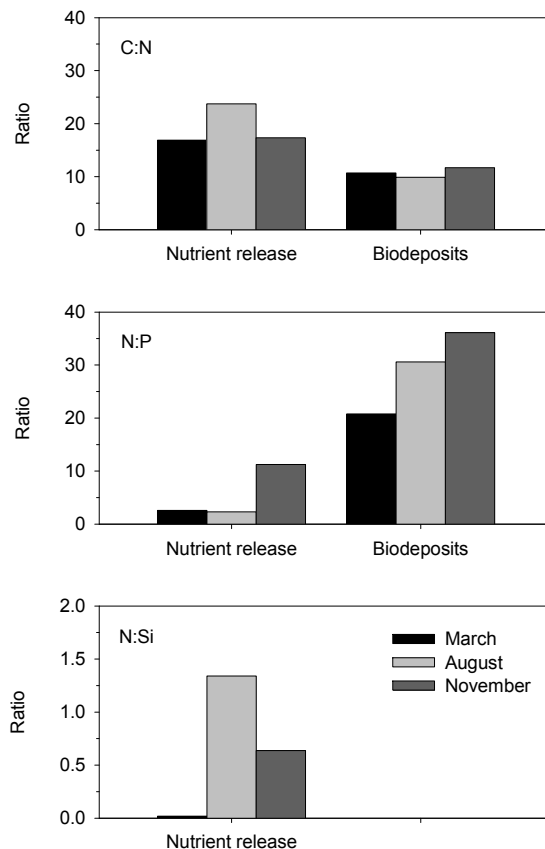 40
C:N
30
Ratio
20
10
0
Nutrient release Biodeposits
40
N:P
30
Ratio
20
10
0
Nutrient release Biodeposits
2.0
N:Si
March
1.5
August
November
Ratio
1.0
0.5
0.0
Nutrient release